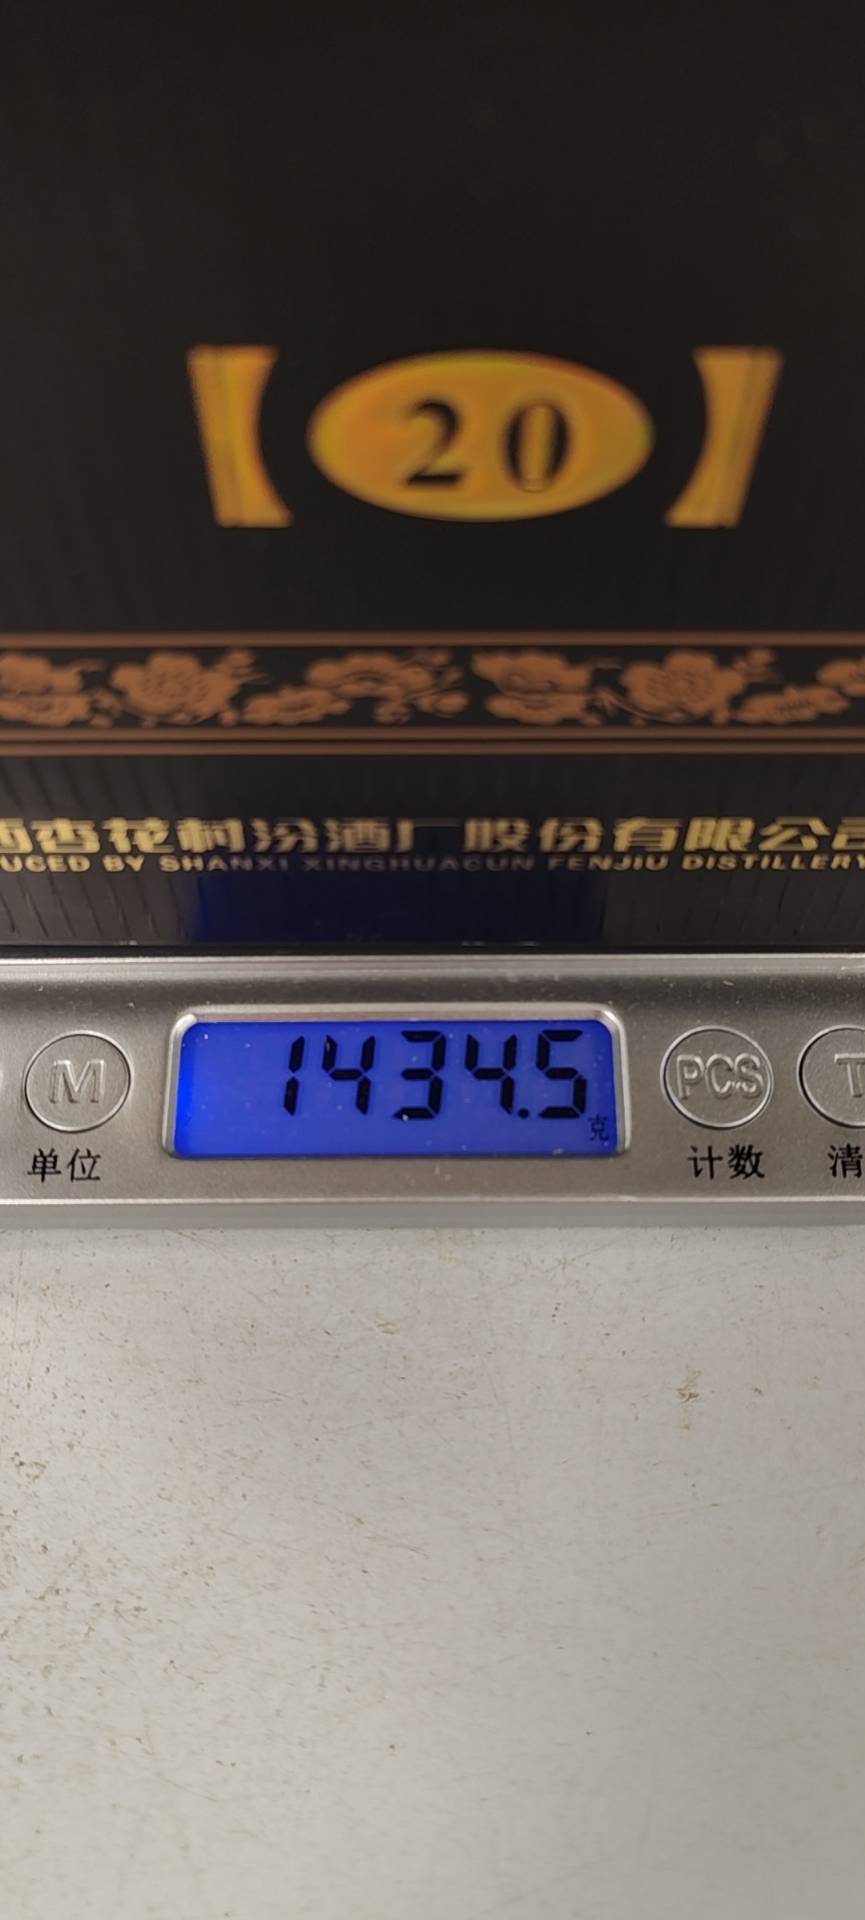 【20】
西杏花村汾酒厂股份有限公司
UCED BY SHANXI XINGHUACUN FENJIU DISTILLERY
M
1434.5
克
PCS
T
单位
计数
清